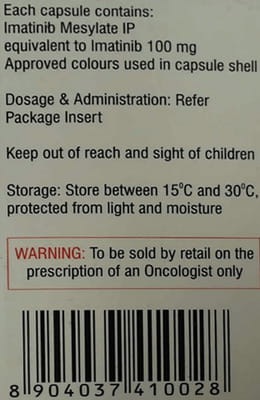 Each capsule contains:
Imatinib Mesylate IP
equivalent to Imatinib 100 mg
Approved colours used in capsule shell
Dosage & Administration: Refer
Package Insert
Keep out of reach and sight of children
Storage: Store between 15°C and 30°C,
protected from light and moisture
WARNING: To be sold by retail on the
prescription of an Oncologist only
8 904037 410028